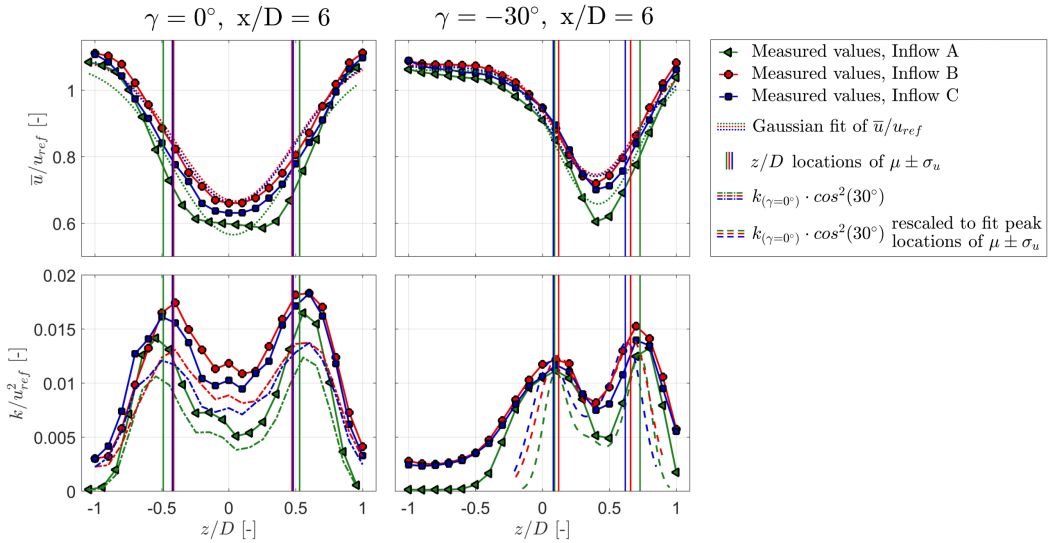 γ = 0°, x/D = 6
γ = −30°, x/D = 6
u̅/u_ref [-]
1
0.8
0.6
Measured values, Inflow A
Measured values, Inflow B
Measured values, Inflow C
Gaussian fit of u̅/u_ref
z/D locations of μ ± σ_u
k_(γ=0°) · cos²(30°)
k_(γ=0°) · cos²(30°) rescaled to fit peak
locations of μ ± σ_u
k/u²_ref [-]
0.02
0.015
0.01
0.005
0
-1 -0.5 0 0.5 1
-1 -0.5 0 0.5 1
z/D [-]
z/D [-]